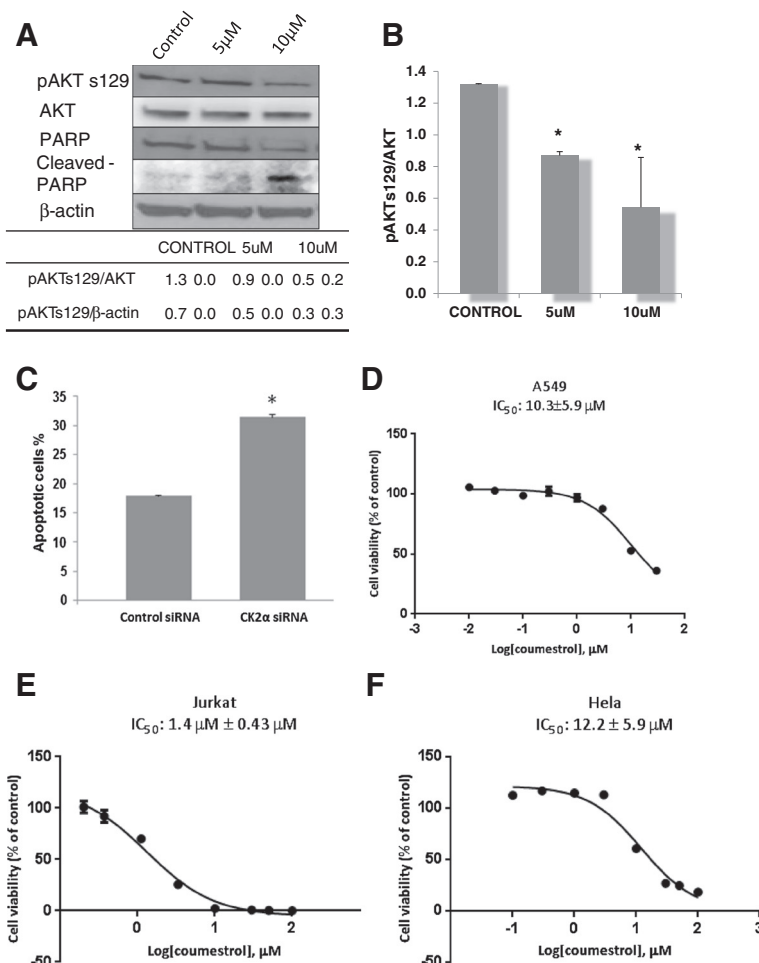 A
Control
5µM
10µM
pAKT s129
AKT
PARP
Cleaved -
PARP
β-actin
CONTROL 5uM 10uM
pAKTs129/AKT 1.3 0.0 0.9 0.0 0.5 0.2
pAKTs129/β-actin 0.7 0.0 0.5 0.0 0.3 0.3
B
pAKTs129/AKT
1.4
1.2
1.0
0.8
0.6
0.4
0.2
0.0
*
*
CONTROL 5uM 10uM
C
Apoptotic cells %
35
30
25
20
15
10
5
0
*
Control siRNA CK2α siRNA
D
A549
IC50: 10.3±5.9 µM
Cell viability (% of control)
150
100
50
0
-3 -2 -1 0 1 2
Log[coumestrol], µM
E
Jurkat
IC50: 1.4 µM ± 0.43 µM
Cell viability (% of control)
150
100
50
0
-50
0 1 2
Log[coumestrol], µM
F
Hela
IC50: 12.2 ± 5.9 µM
Cell viability (% of control)
150
100
50
0
-50
-1 0 1 2 3
Log[coumestrol], µM